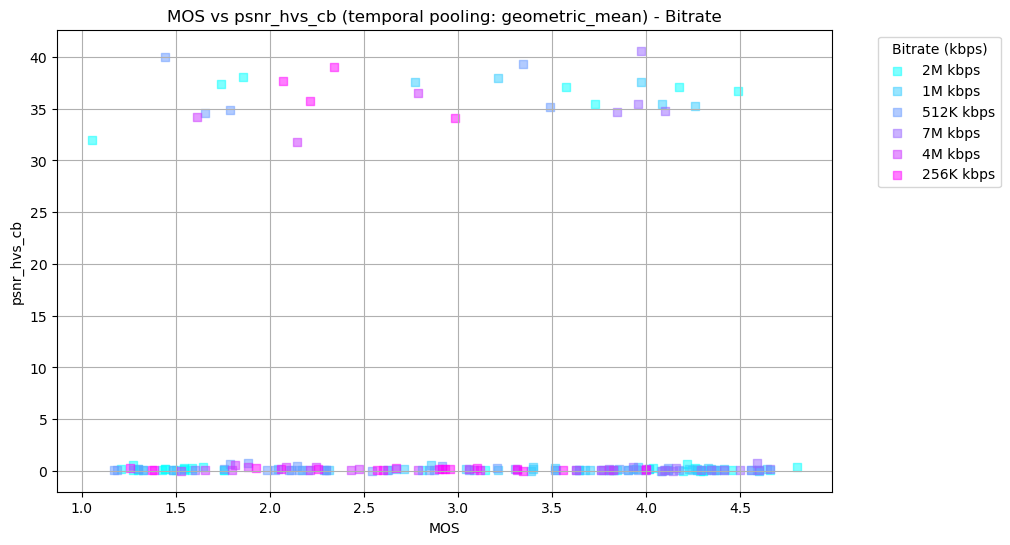 MOS vs psnr_hvs_cb (temporal pooling: geometric_mean) - Bitrate
psnr_hvs_cb
40
35
30
25
20
15
10
5
0
1.0 1.5 2.0 2.5 3.0 3.5 4.0 4.5
MOS
Bitrate (kbps)
2M kbps
1M kbps
512K kbps
7M kbps
4M kbps
256K kbps